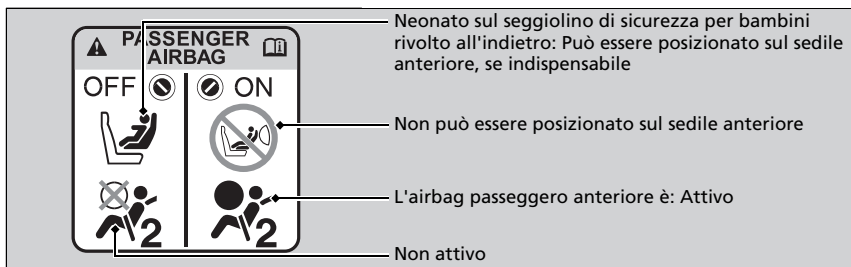 PASSENGER
AIRBAG
OFF
ON
2
2
Neonato sul seggiolino di sicurezza per bambini
rivolto all'indietro: Può essere posizionato sul sedile
anteriore, se indispensabile
Non può essere posizionato sul sedile anteriore
L'airbag passeggero anteriore è: Attivo
Non attivo